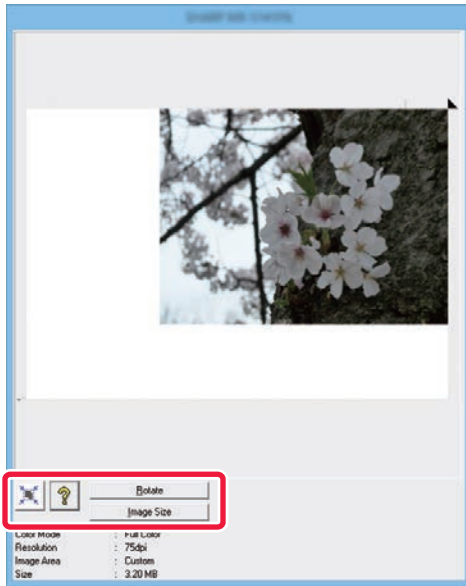 Rotate
Image Size
Color Mode : Full Color
Resolution : 75dpi
Image Area : Custom
Size : 3.20 MB